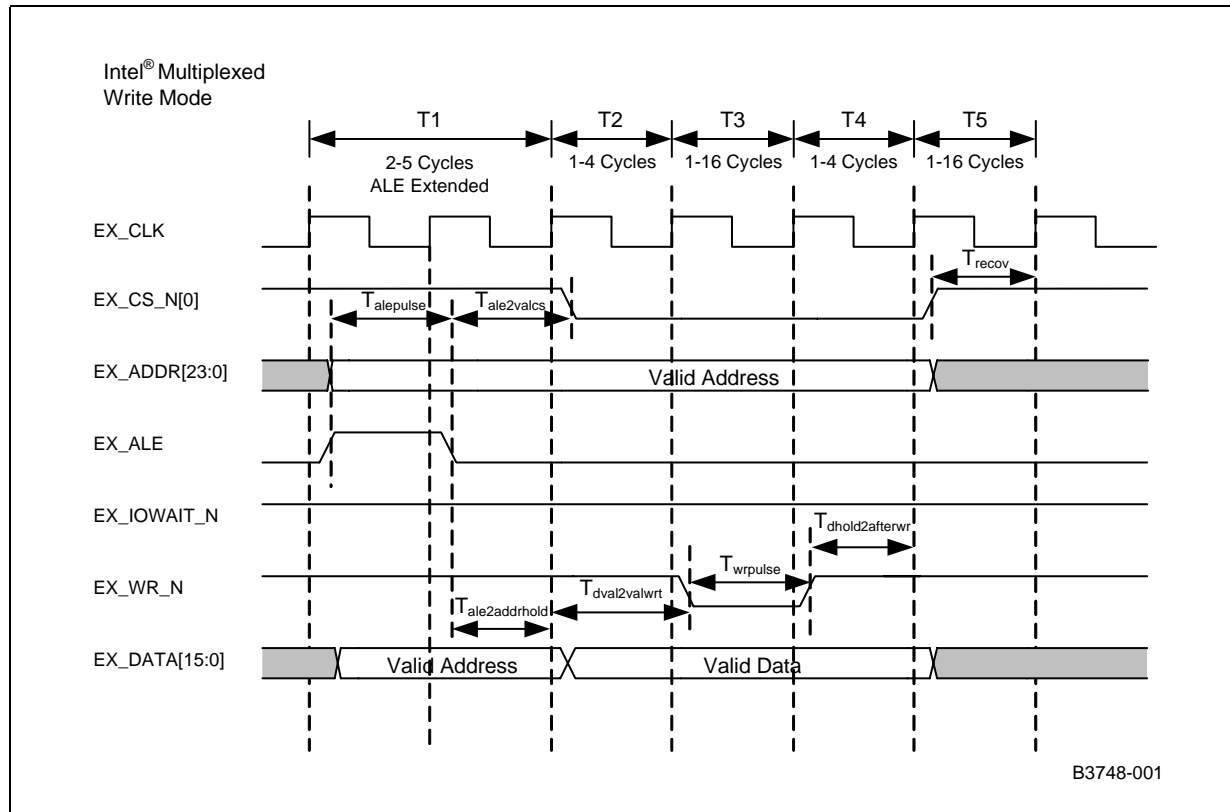 Intel® Multiplexed
Write Mode
T1 T2 T3 T4 T5
2-5 Cycles 1-4 Cycles 1-16 Cycles 1-4 Cycles 1-16 Cycles
ALE Extended
EX_CLK
Trecov
EX_CS_N[0]
Talepulse Tale2valcs
EX_ADDR[23:0] Valid Address
EX_ALE
EX_IOWAIT_N
Tdhold2afterwr
Twrpulse
EX_WR_N
Tale2addrhold Tdval2valwrt
EX_DATA[15:0] Valid Address Valid Data
B3748-001